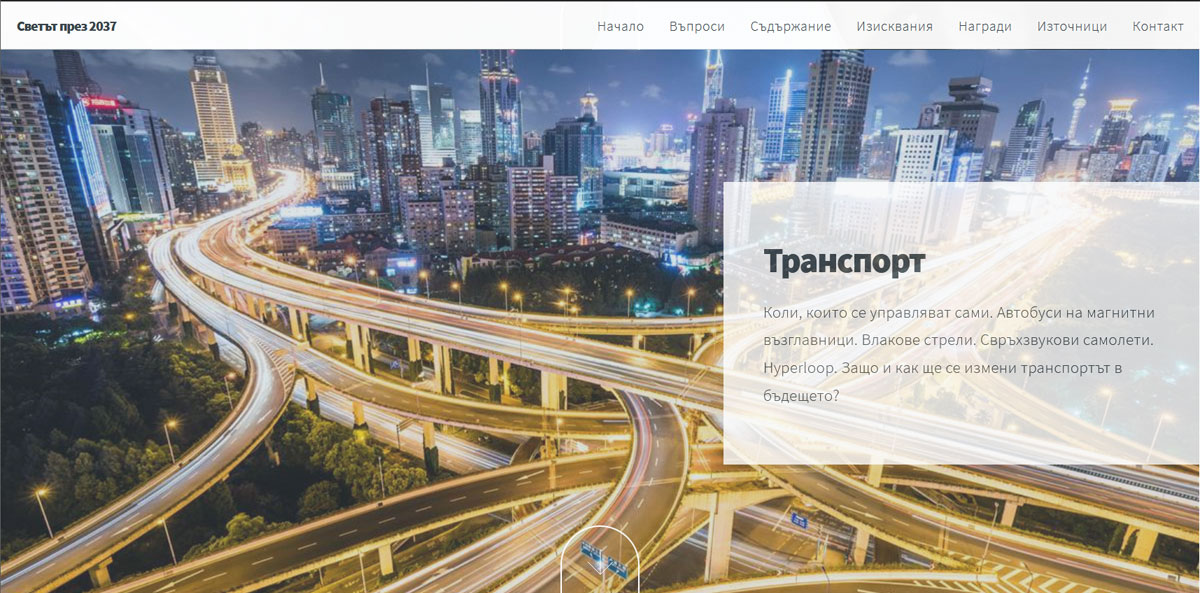 Светът през 2037
Начало Въпроси Съдържание Изисквания Награди Източници Контакт
Транспорт
Коли, които се управляват сами. Автобуси на магнитни
възглавници. Влакове стрели. Свръхзвукови самолети.
Hyperloop. Защо и как ще се измени транспортът в
бъдещето?